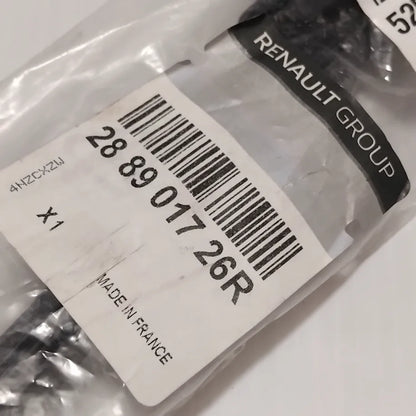 RENAULT GROUP
28 89 017 26R
4NZCXZW
X1
MADE IN FRANCE